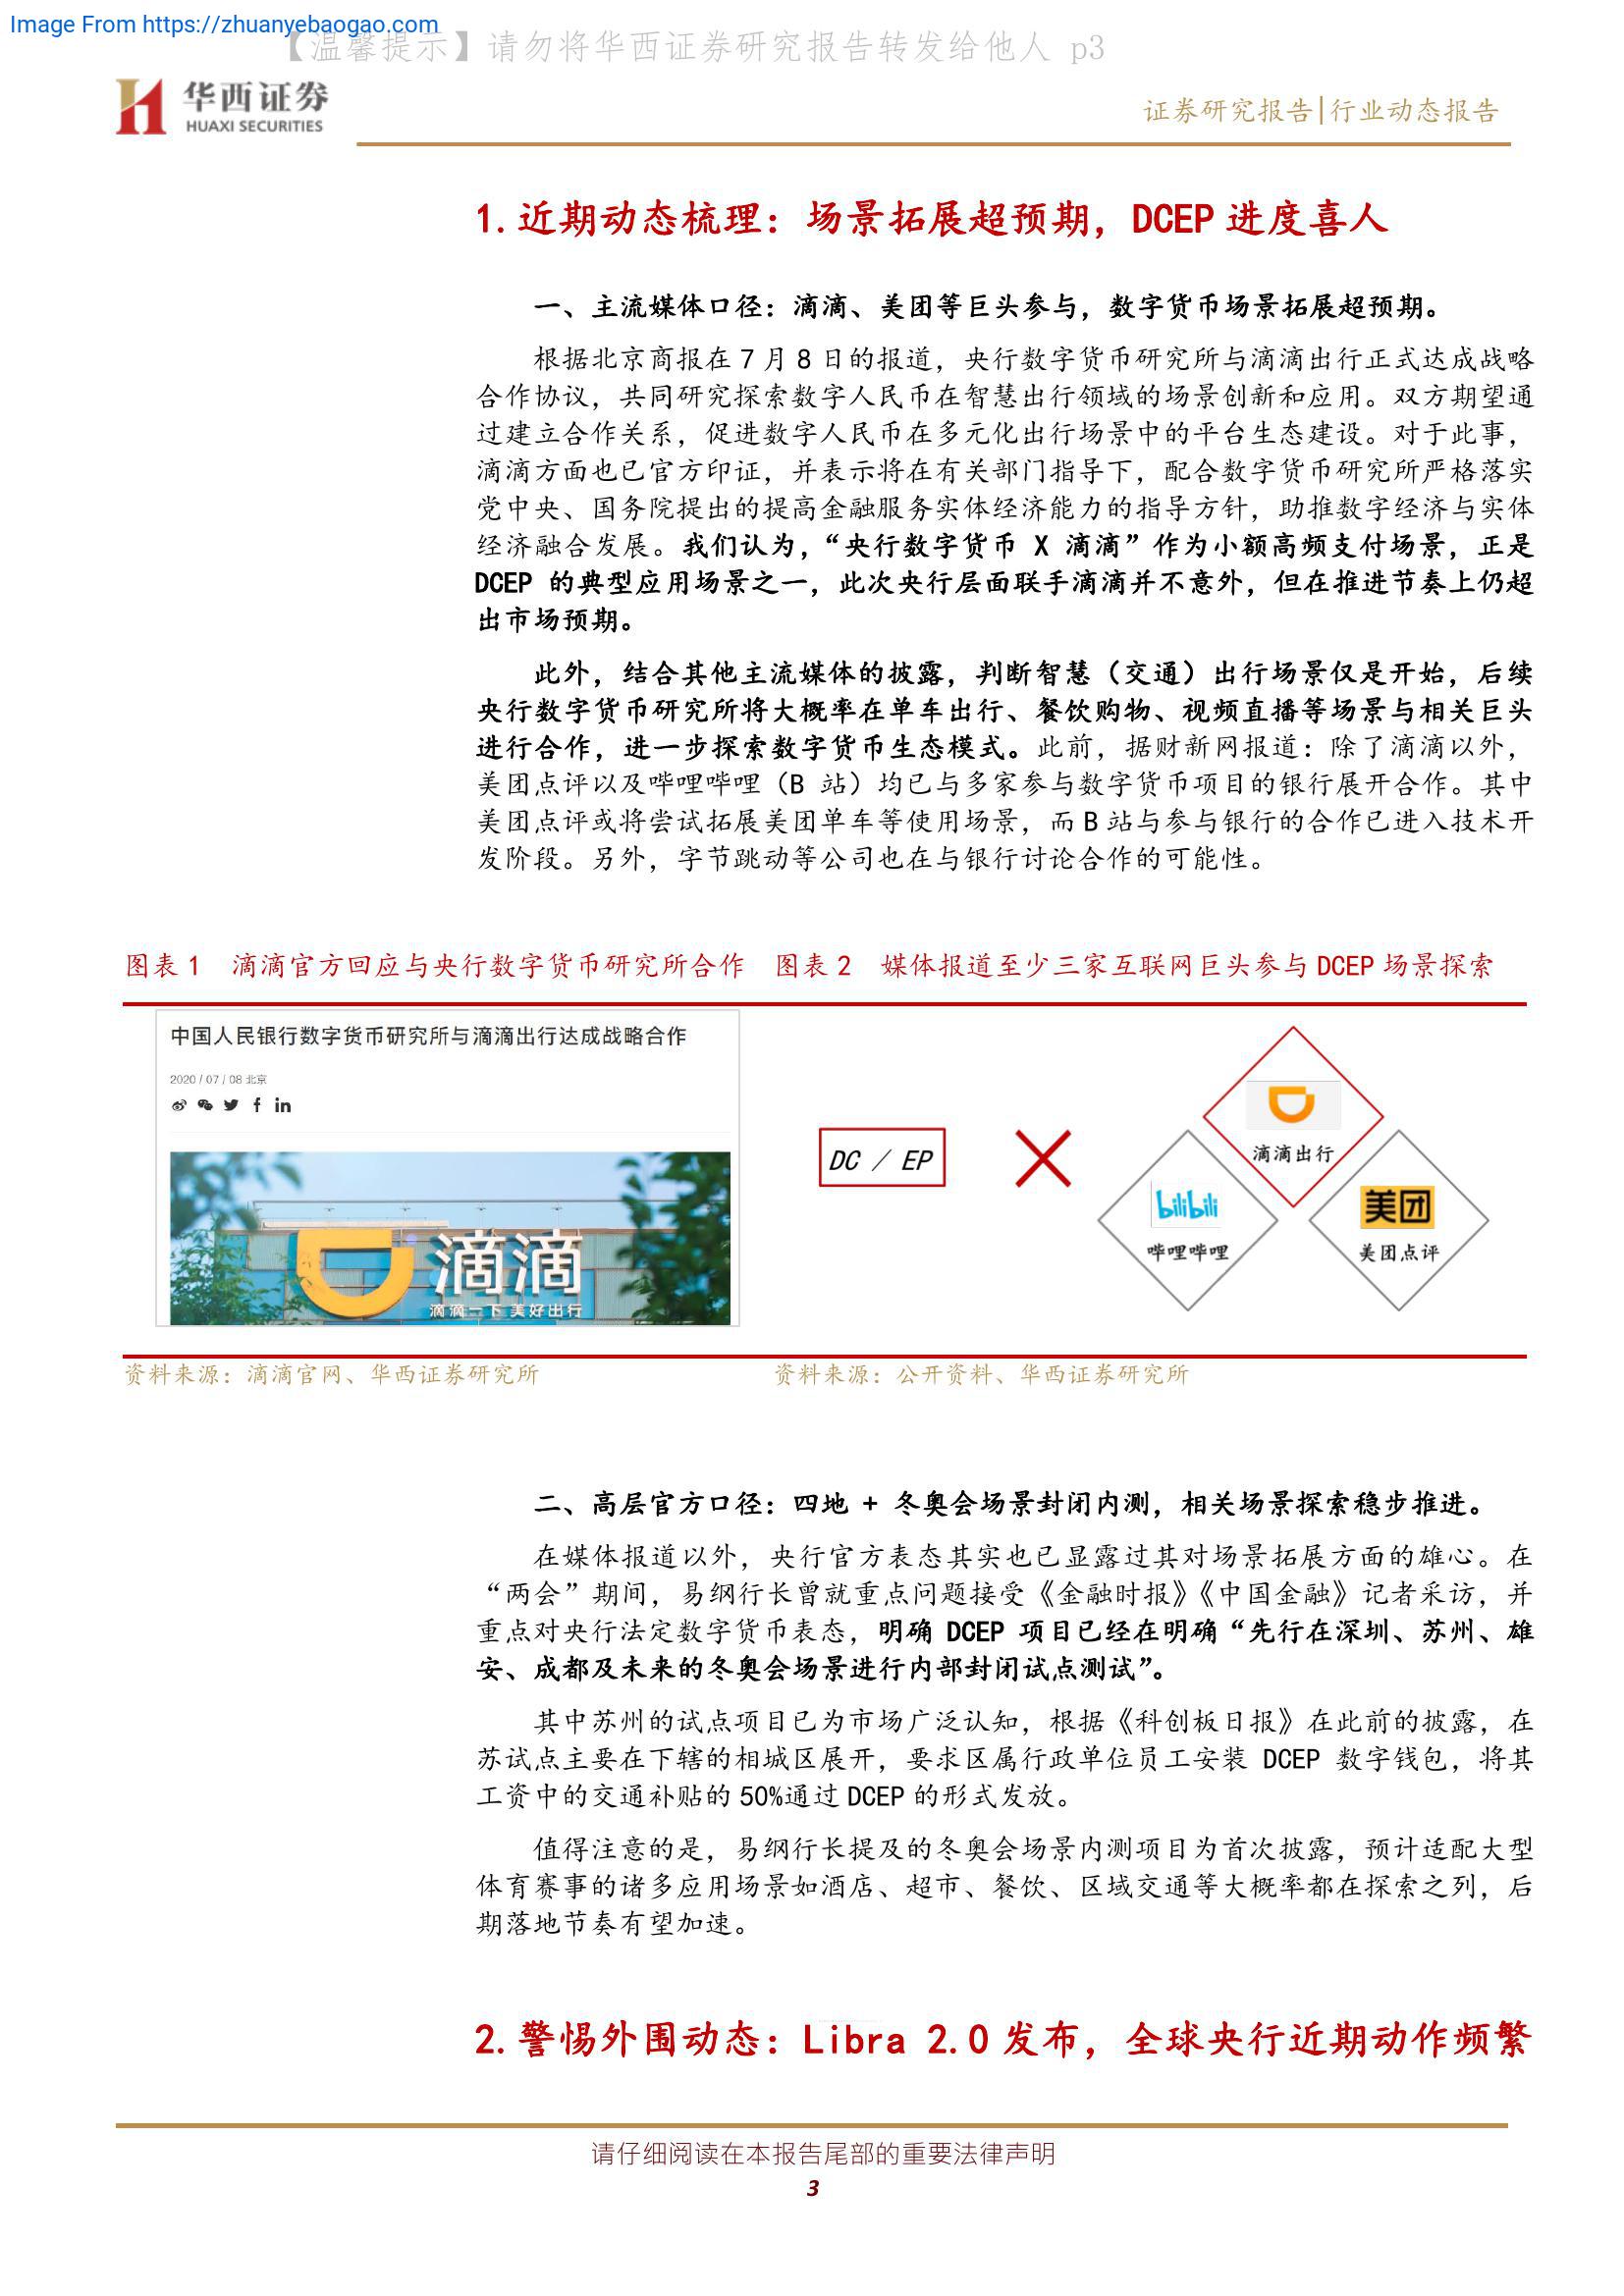 Image From https://zhuanyebaogao.com
【温馨提示】请勿将华西证券研究报告转发给他人 p3
华西证券
HUAXI SECURITIES
证券研究报告|行业动态报告
1.近期动态梳理：场景拓展超预期，DCEP 进度喜人
一、主流媒体口径：滴滴、美团等巨头参与，数字货币场景拓展超预期。
根据北京商报在 7 月 8 日的报道，央行数字货币研究所与滴滴出行正式达成战略
合作协议，共同研究探索数字人民币在智慧出行领域的场景创新和应用。双方期望通
过建立合作关系，促进数字人民币在多元化出行场景中的平台生态建设。对于此事，
滴滴方面也已官方印证，并表示将在有关部门指导下，配合数字货币研究所严格落实
党中央、国务院提出的提高金融服务实体经济能力的指导方针，助推数字经济与实体
经济融合发展。我们认为，“央行数字货币 X 滴滴”作为小额高频支付场景，正是
DCEP 的典型应用场景之一，此次央行层面联手滴滴并不意外，但在推进节奏上仍超
出市场预期。
此外，结合其他主流媒体的披露，判断智慧（交通）出行场景仅是开始，后续
央行数字货币研究所将大概率在单车出行、餐饮购物、视频直播等场景与相关巨头
进行合作，进一步探索数字货币生态模式。此前，据财新网报道：除了滴滴以外，
美团点评以及哔哩哔哩（B 站）均已与多家参与数字货币项目的银行展开合作。其中
美团点评或将尝试拓展美团单车等使用场景，而 B 站与参与银行的合作已进入技术开
发阶段。另外，字节跳动等公司也在与银行讨论合作的可能性。
图表 1 滴滴官方回应与央行数字货币研究所合作
图表 2 媒体报道至少三家互联网巨头参与 DCEP 场景探索
中国人民银行数字货币研究所与滴滴出行达成战略合作
2020 / 07 / 08 北京
滴滴
滴滴一下 美好出行
DC / EP
滴滴出行
bilibili
哔哩哔哩
美团
美团点评
资料来源：滴滴官网、华西证券研究所
资料来源：公开资料、华西证券研究所
二、高层官方口径：四地 + 冬奥会场景封闭内测，相关场景探索稳步推进。
在媒体报道以外，央行官方表态其实也已显露过其对场景拓展方面的雄心。在
“两会”期间，易纲行长曾就重点问题接受《金融时报》《中国金融》记者采访，并
重点对央行法定数字货币表态，明确 DCEP 项目已经在明确“先行在深圳、苏州、雄
安、成都及未来的冬奥会场景进行内部封闭试点测试”。
其中苏州的试点项目已为市场广泛认知，根据《科创板日报》在此前的披露，在
苏试点主要在下辖的相城区展开，要求区属行政单位员工安装 DCEP 数字钱包，将其
工资中的交通补贴的 50%通过 DCEP 的形式发放。
值得注意的是，易纲行长提及的冬奥会场景内测项目为首次披露，预计适配大型
体育赛事的诸多应用场景如酒店、超市、餐饮、区域交通等大概率都在探索之列，后
期落地节奏有望加速。
2.警惕外围动态：Libra 2.0 发布，全球央行近期动作频繁
请仔细阅读在本报告尾部的重要法律声明
3